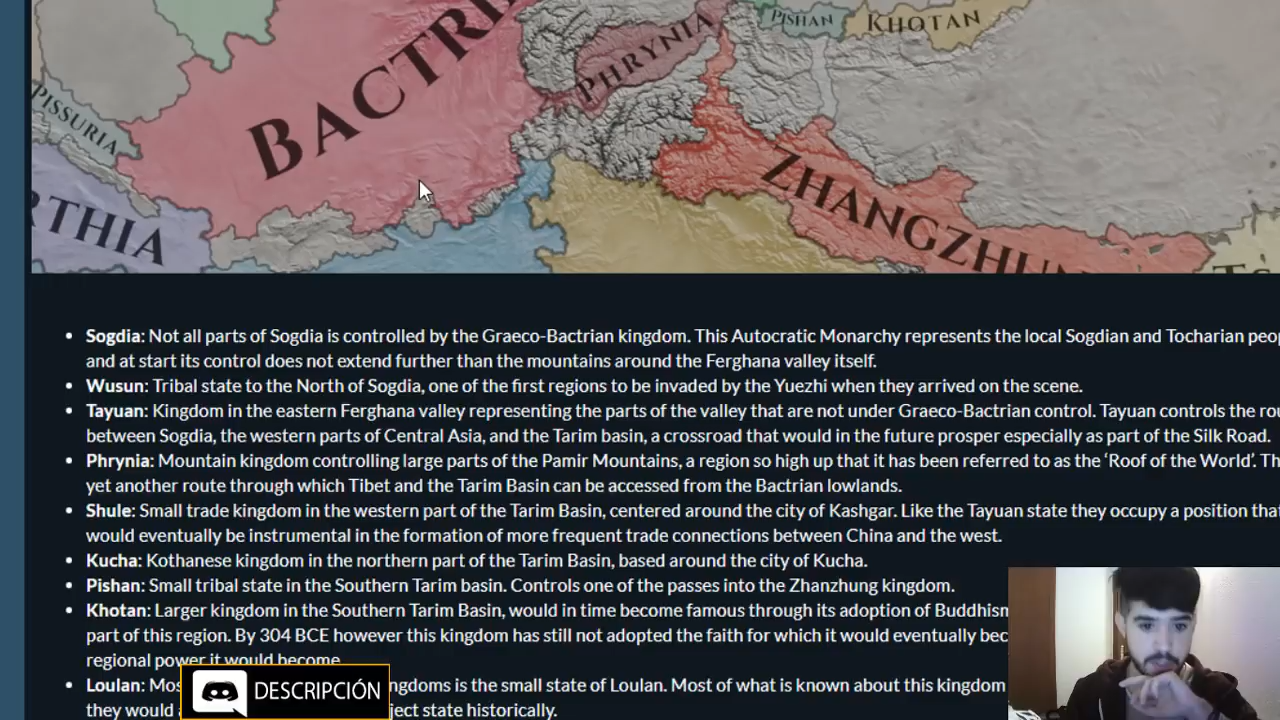 BACTRI
PHRYNIA
PISHAN
KHOTAN
PISSURIA
RTHIA
ZHANGZHUN
Sogdia: Not all parts of Sogdia is controlled by the Graeco-Bactrian kingdom. This Autocratic Monarchy represents the local Sogdian and Tocharian peop
and at start its control does not extend further than the mountains around the Ferghana valley itself.
Wusun: Tribal state to the North of Sogdia, one of the first regions to be invaded by the Yuezhi when they arrived on the scene.
Tayuan: Kingdom in the eastern Ferghana valley representing the parts of the valley that are not under Graeco-Bactrian control. Tayuan controls the rou
between Sogdia, the western parts of Central Asia, and the Tarim basin, a crossroad that would in the future prosper especially as part of the Silk Road.
Phrynia: Mountain kingdom controlling large parts of the Pamir Mountains, a region so high up that it has been referred to as the ‘Roof of the World’. Th
yet another route through which Tibet and the Tarim Basin can be accessed from the Bactrian lowlands.
Shule: Small trade kingdom in the western part of the Tarim Basin, centered around the city of Kashgar. Like the Tayuan state they occupy a position that
would eventually be instrumental in the formation of more frequent trade connections between China and the west.
Kucha: Kothanese kingdom in the northern part of the Tarim Basin, based around the city of Kucha.
Pishan: Small tribal state in the Southern Tarim basin. Controls one of the passes into the Zhanzhung kingdom.
Khotan: Larger kingdom in the Southern Tarim Basin, would in time become famous through its adoption of Buddhism
part of this region. By 304 BCE however this kingdom has still not adopted the faith for which it would eventually bec
regional power it would become.
Loulan: Mos ngdoms is the small state of Loulan. Most of what is known about this kingdom
they would ject state historically.
DESCRIPCIÓN